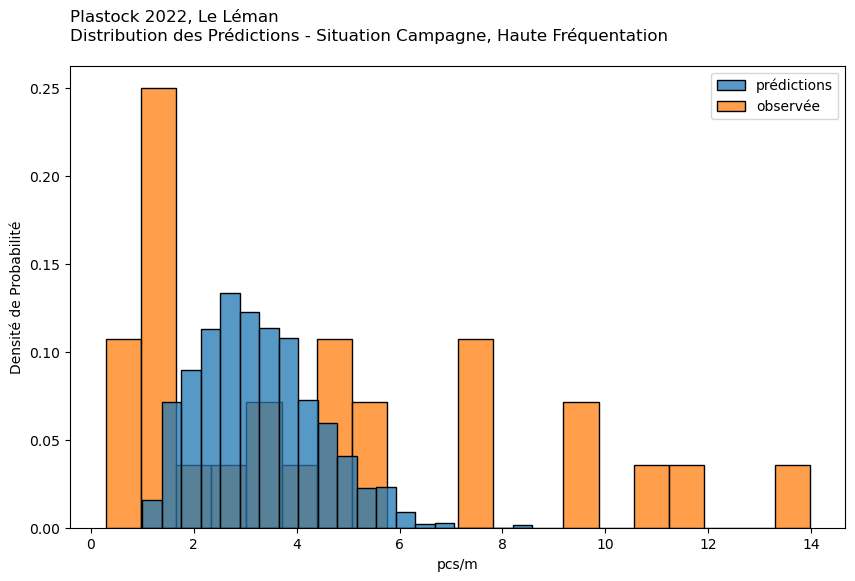 Plastock 2022, Le Léman
Distribution des Prédictions - Situation Campagne, Haute Fréquentation
prédictions
observée
0.25
0.20
0.15
0.10
0.05
0.00
Densité de Probabilité
0 2 4 6 8 10 12 14
pcs/m